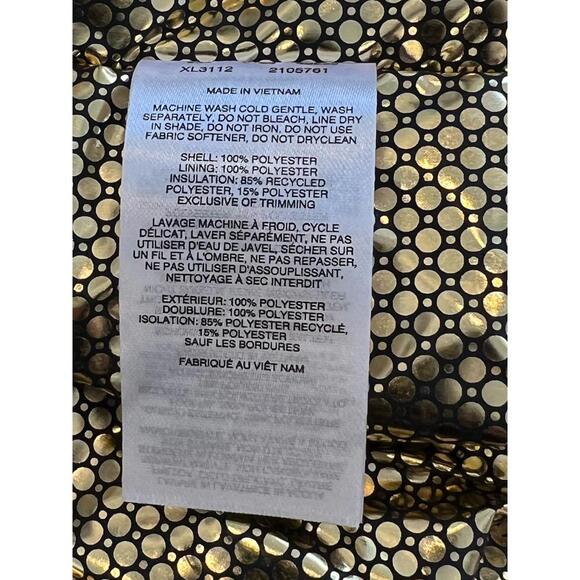 XL3112 2105761
MADE IN VIETNAM
MACHINE WASH COLD GENTLE, WASH
SEPARATELY, DO NOT BLEACH, LINE DRY
IN SHADE, DO NOT IRON, DO NOT USE
FABRIC SOFTENER, DO NOT DRYCLEAN
SHELL: 100% POLYESTER
LINING: 100% POLYESTER
INSULATION: 85% RECYCLED
POLYESTER, 15% POLYESTER
EXCLUSIVE OF TRIMMING
LAVAGE MACHINE À FROID, CYCLE
DÉLICAT, LAVER SÉPARÉMENT, NE PAS
UTILISER D'EAU DE JAVEL, SÉCHER SUR
UN FIL ET À L'OMBRE, NE PAS REPASSER,
NE PAS UTILISER D'ASSOUPLISSANT,
NETTOYAGE À SEC INTERDIT
EXTÉRIEUR: 100% POLYESTER
DOUBLURE: 100% POLYESTER
ISOLATION: 85% POLYESTER RECYCLÉ,
15% POLYESTER
SAUF LES BORDURES
FABRIQUÉ AU VIÊT NAM